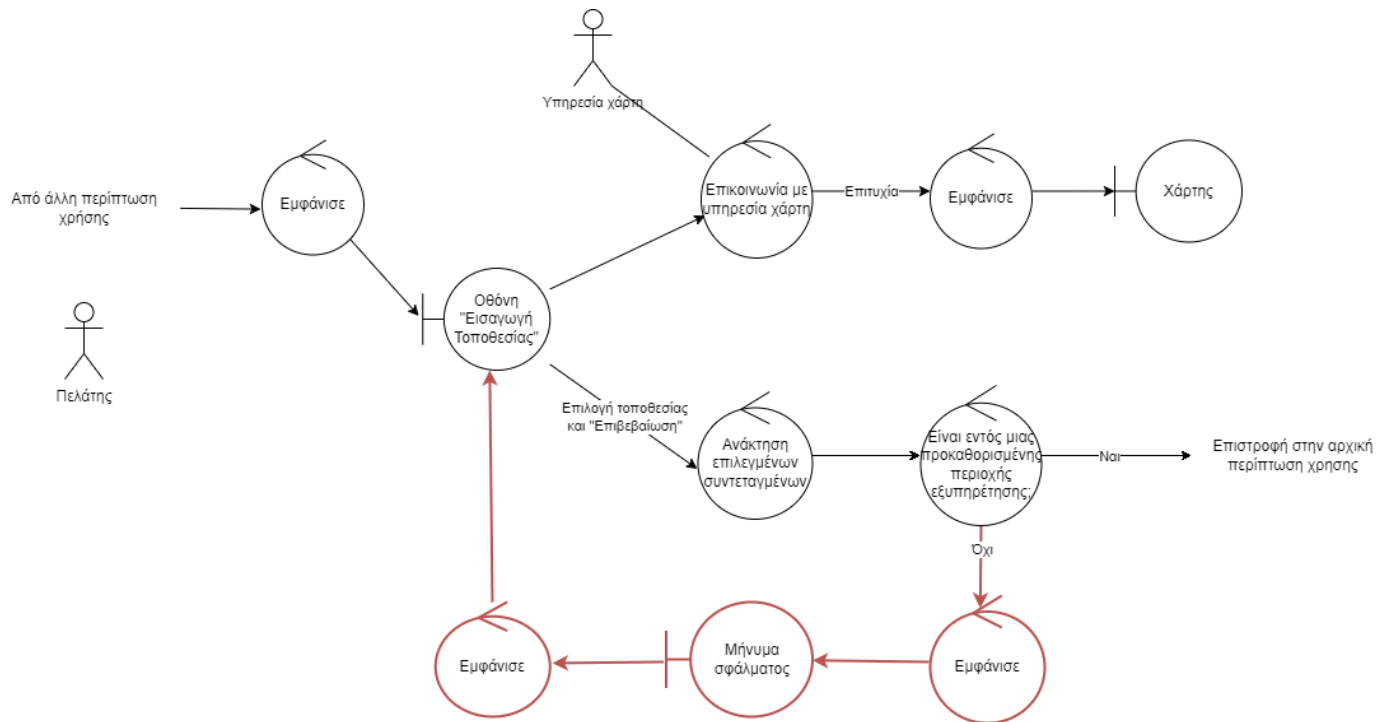 Υπηρεσία χάρτη
Από άλλη περίπτωση
χρήσης
Εμφάνισε
Επικοινωνία με
υπηρεσία χάρτη
Επιτυχία
Εμφάνισε
Χάρτης
Οθόνη
"Εισαγωγή
Τοποθεσίας"
Πελάτης
Επιλογή τοποθεσίας
και "Επιβεβαίωση"
Ανάκτηση
επιλεγμένων
συντεταγμένων
Είναι εντός μιας
προκαθορισμένης
περιοχής
εξυπηρέτησης;
Ναι
Επιστροφή στην αρχική
περίπτωση χρησης
Όχι
Εμφάνισε
Μήνυμα
σφάλματος
Εμφάνισε